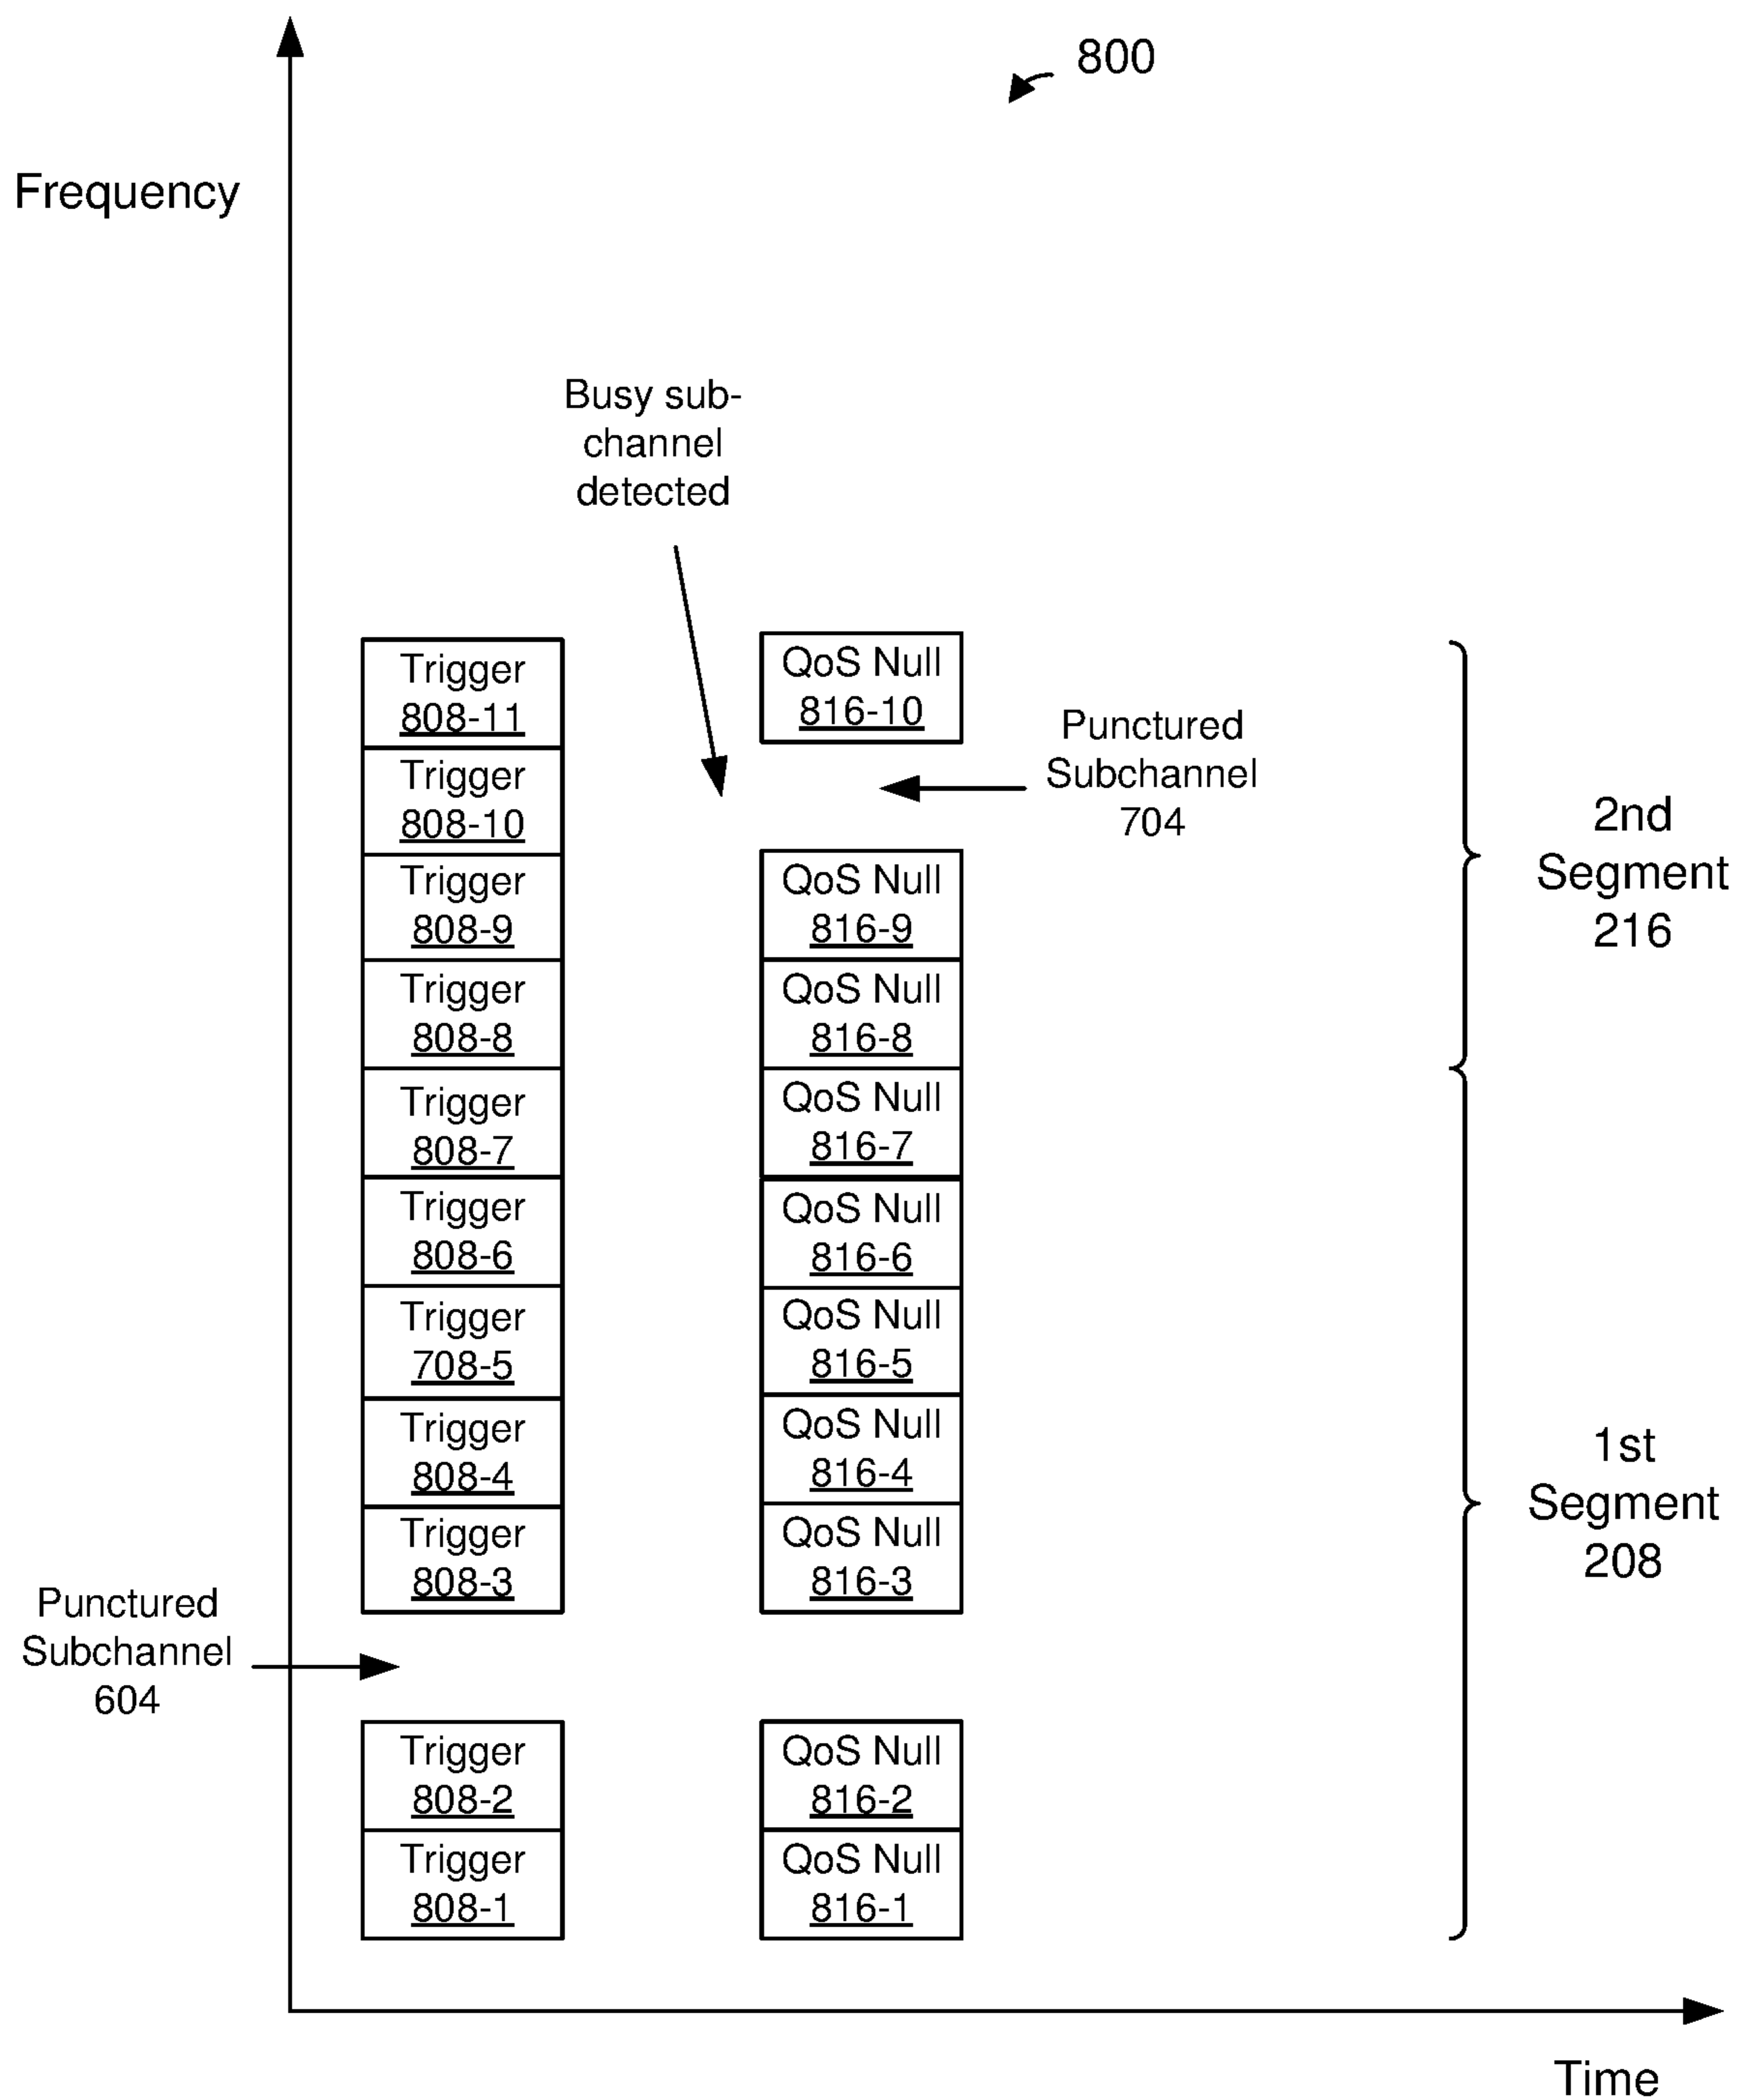 800
Frequency
Busy sub-
channel
detected
Trigger
808-11
Trigger
808-10
Trigger
808-9
Trigger
808-8
Trigger
808-7
Trigger
808-6
Trigger
708-5
Trigger
808-4
Trigger
808-3
Punctured
Subchannel
604
Trigger
808-2
Trigger
808-1
QoS Null
816-10
Punctured
Subchannel
704
QoS Null
816-9
QoS Null
816-8
QoS Null
816-7
QoS Null
816-6
QoS Null
816-5
QoS Null
816-4
QoS Null
816-3
QoS Null
816-2
QoS Null
816-1
2nd
Segment
216
1st
Segment
208
Time